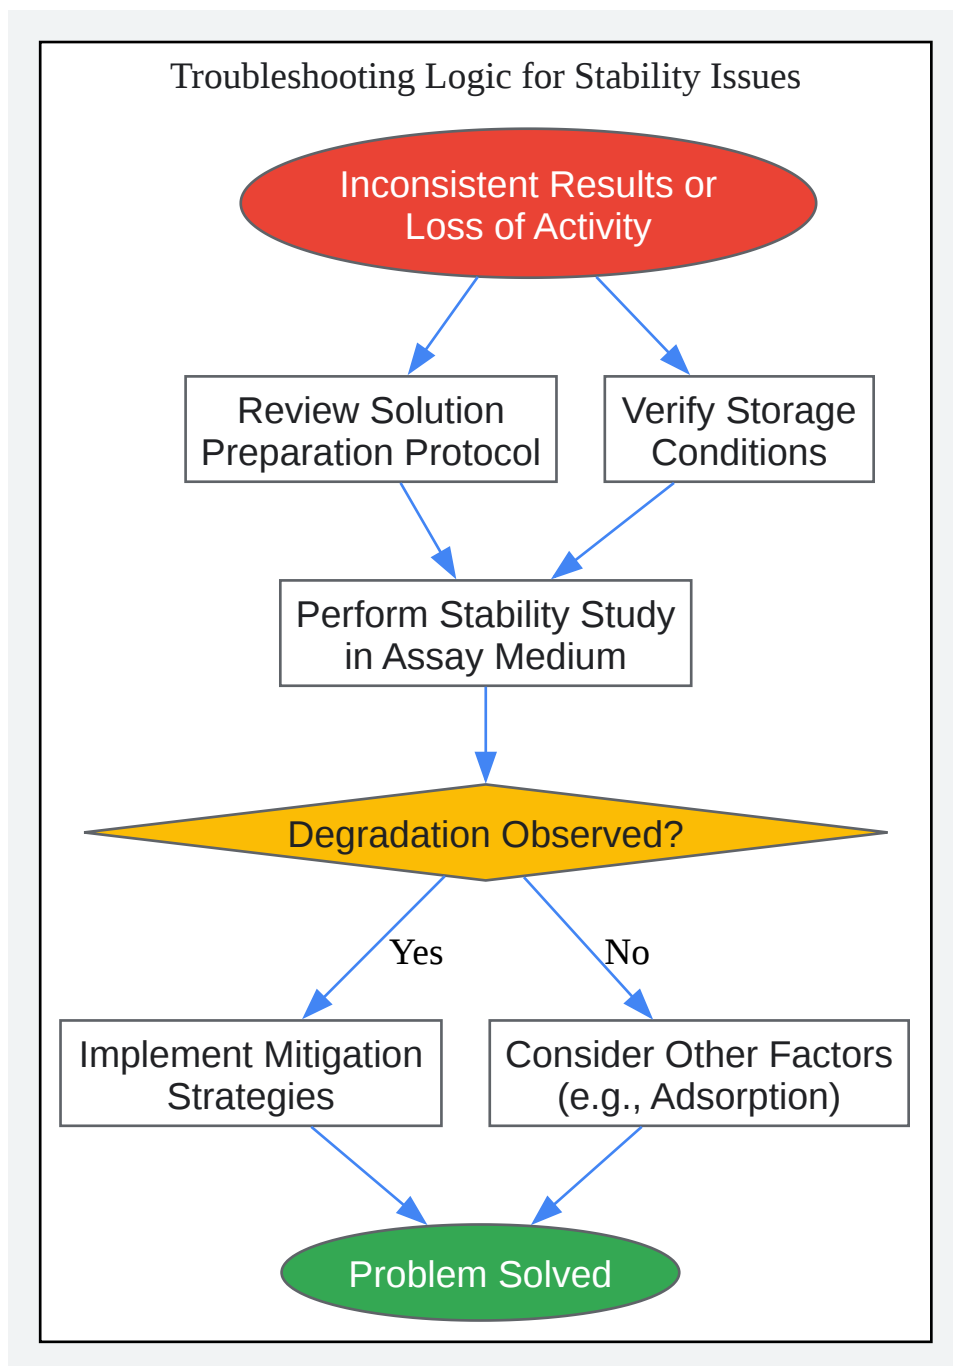 Troubleshooting Logic for Stability Issues
Inconsistent Results or
Loss of Activity
Review Solution
Preparation Protocol
Verify Storage
Conditions
Perform Stability Study
in Assay Medium
Degradation Observed?
Yes
No
Implement Mitigation
Strategies
Consider Other Factors
(e.g., Adsorption)
Problem Solved